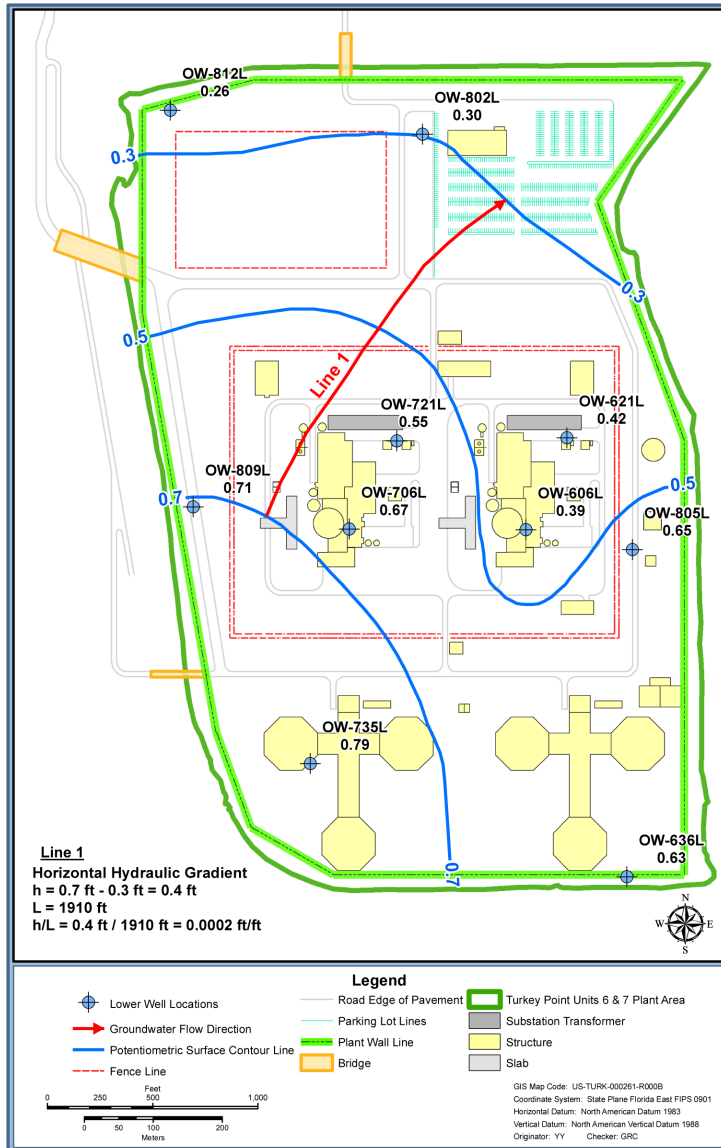 OW-812L
0.26
OW-802L
0.30
0.3
0.3
0.5
Line 1
OW-721L
0.55
OW-621L
0.42
OW-809L
0.71
0.7
OW-706L
0.67
OW-606L
0.39
0.5
OW-805L
0.65
OW-735L
0.79
0.7
OW-636L
0.63
Line 1
Horizontal Hydraulic Gradient
h = 0.7 ft - 0.3 ft = 0.4 ft
L = 1910 ft
h/L = 0.4 ft / 1910 ft = 0.0002 ft/ft
N
W E
S
Legend
Lower Well Locations
Groundwater Flow Direction
Potentiometric Surface Contour Line
Fence Line
Road Edge of Pavement
Parking Lot Lines
Plant Wall Line
Bridge
Turkey Point Units 6 & 7 Plant Area
Substation Transformer
Structure
Slab
Feet
0 250 500 1,000
0 50 100 200
Meters
GIS Map Code: US-TURK-000261-R000B
Coordinate System: State Plane Florida East FIPS 0901
Horizontal Datum: North American Datum 1983
Vertical Datum: North American Vertical Datum 1988
Originator: YY Checker: GRC